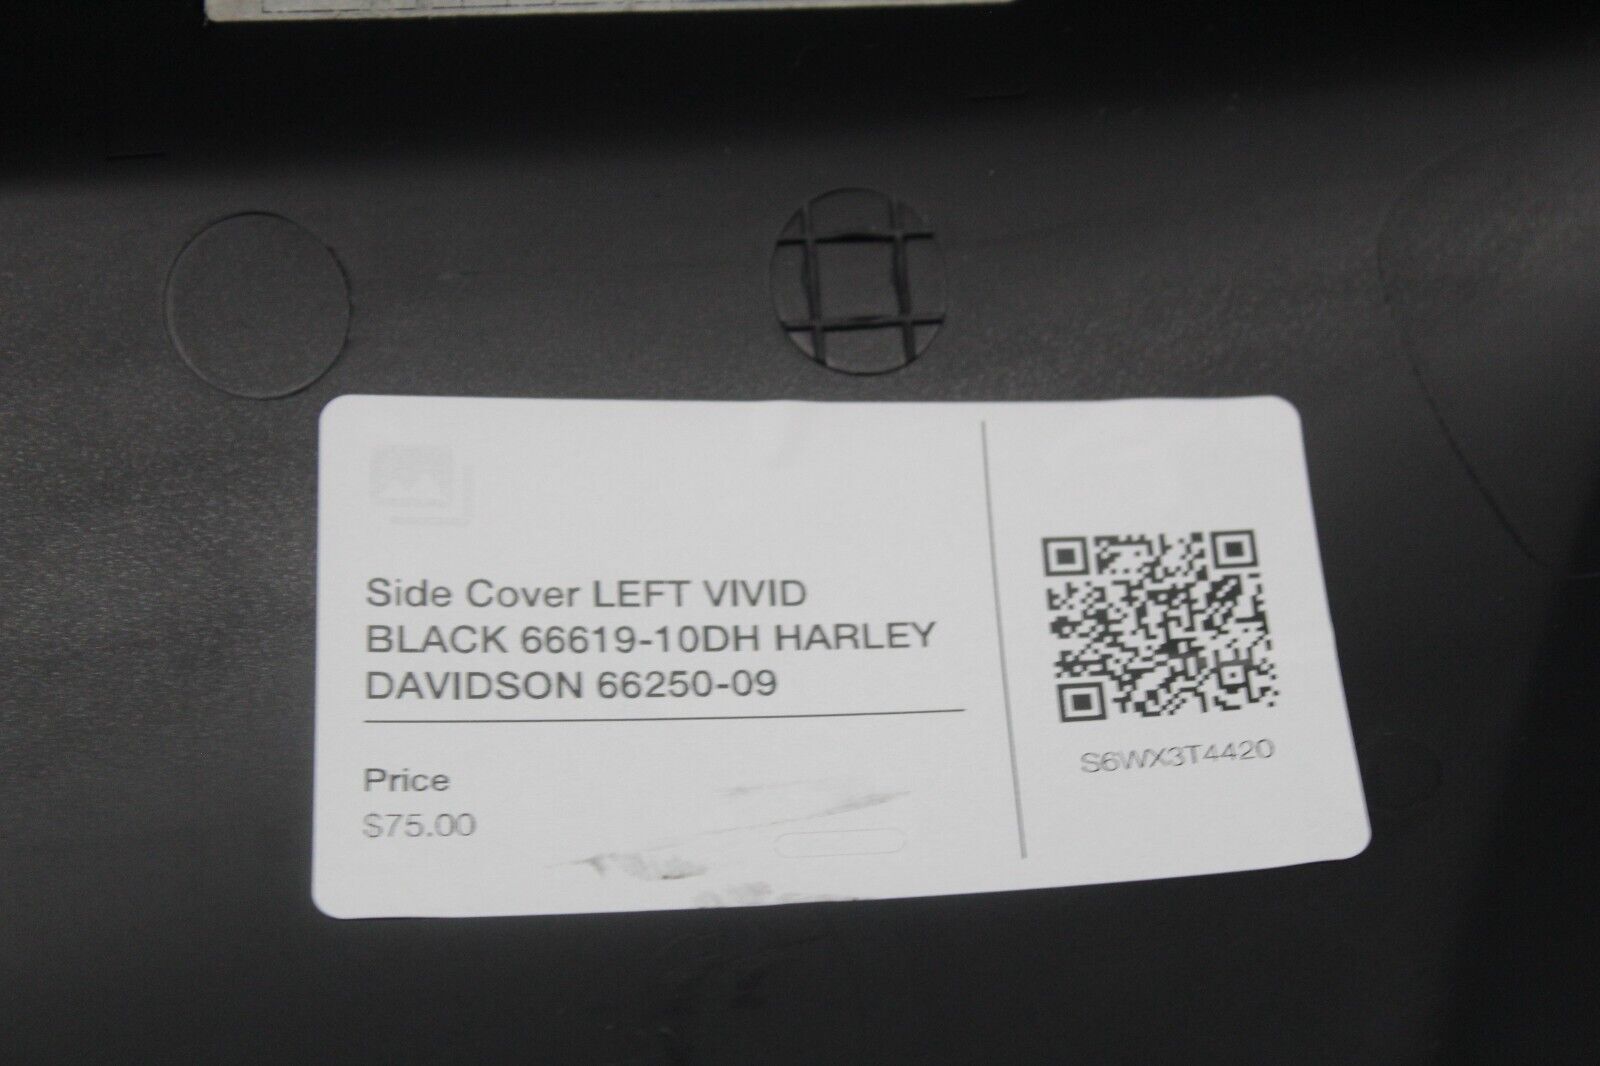 Side Cover LEFT VIVID
BLACK 66619-10DH HARLEY
DAVIDSON 66250-09
Price
$75.00
S6WX3T4420